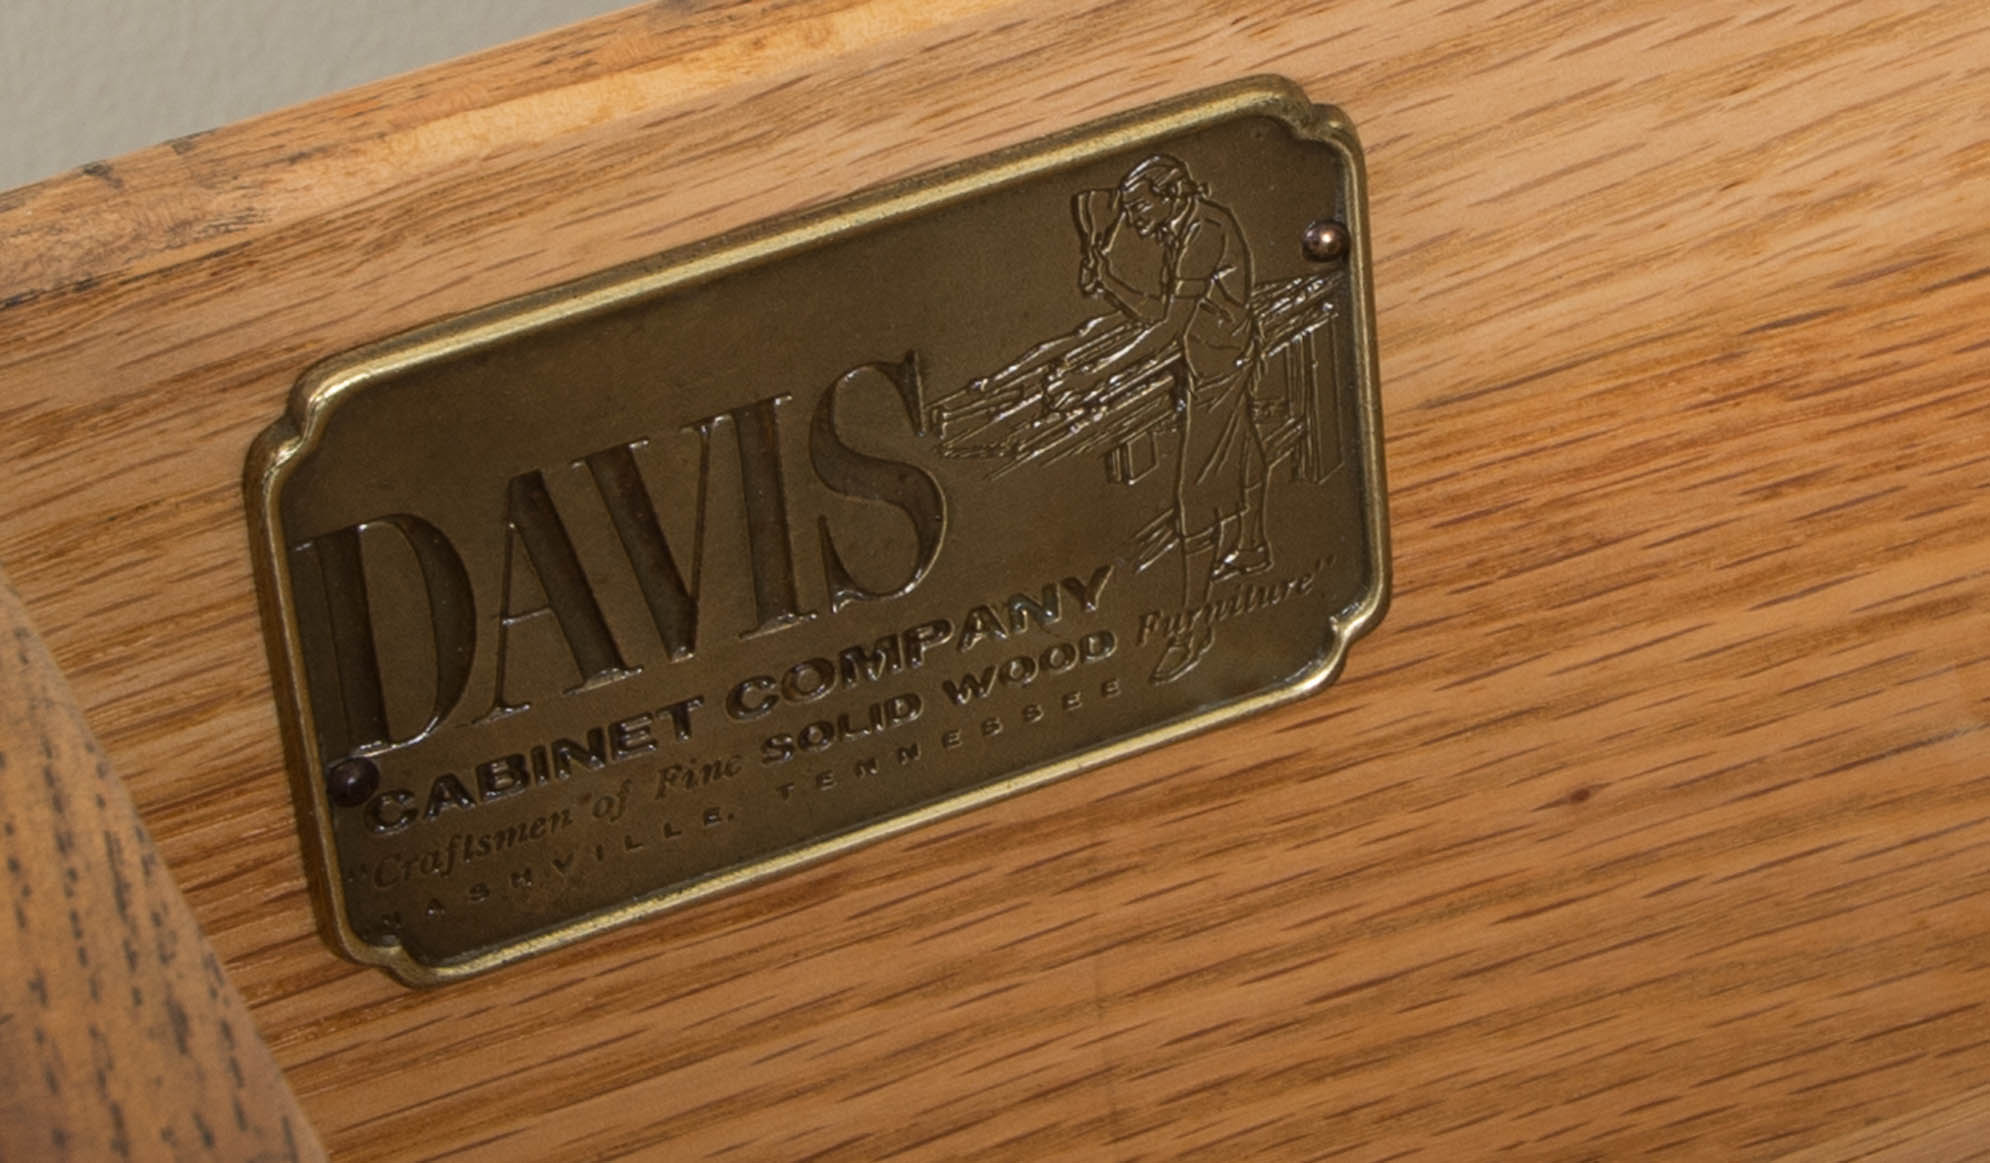 DAVIS
CABINET COMPANY
"Craftsmen of Fine SOLID WOOD Furniture"
NASHVILLE, TENNESSEE